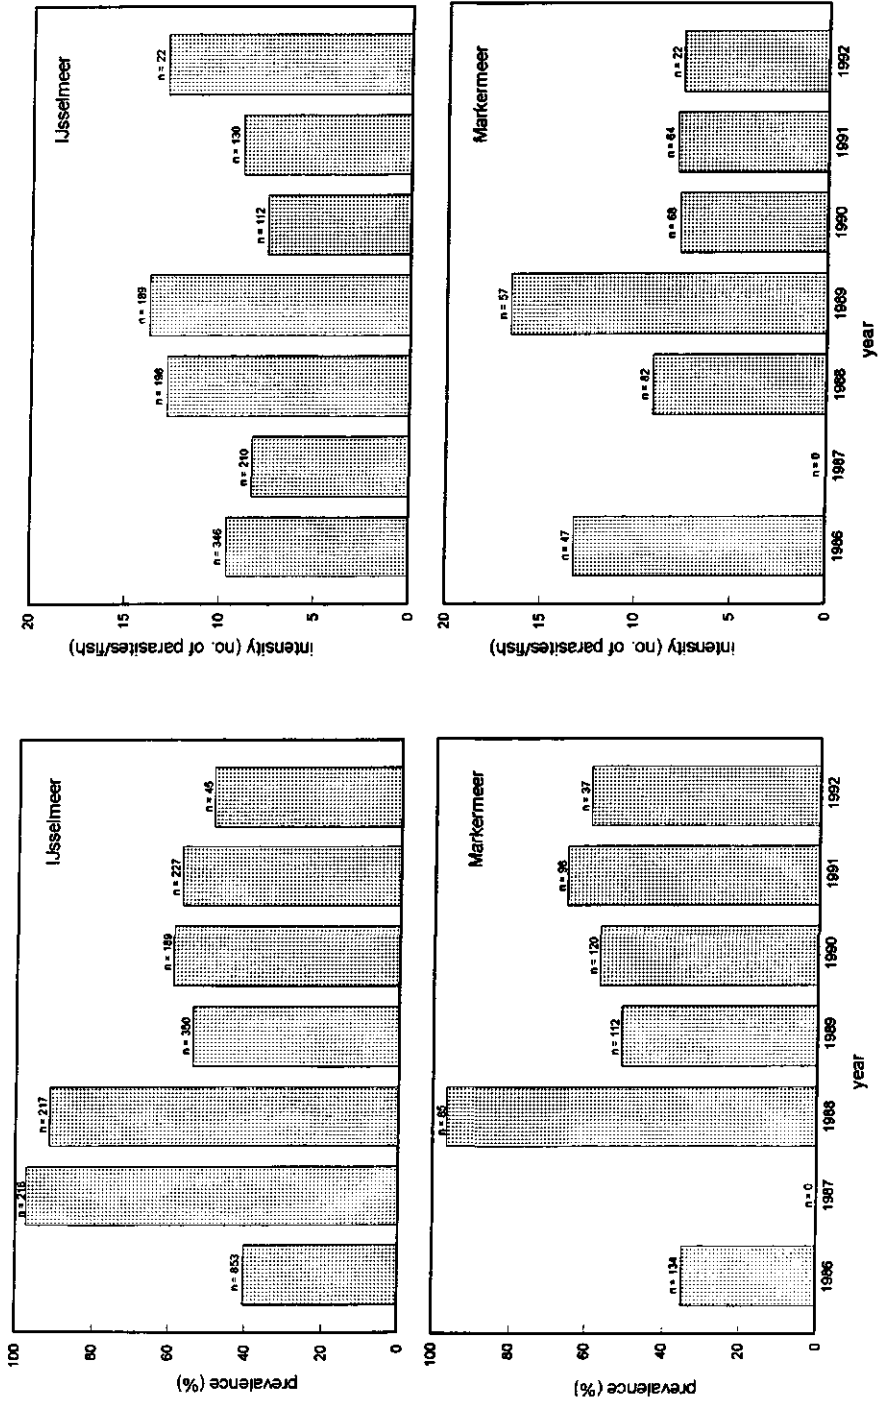 prevalence (%)
100
80
60
40
20
0
IJsselmeer
n = 853
n = 216
n = 217
n = 350
n = 189
n = 227
n = 45
prevalence (%)
100
80
60
40
20
0
Markermeer
n = 134
n = 0
n = 85
n = 112
n = 120
n = 98
n = 37
1986
1987
1988
1989
1990
1991
1992
year
intensity (no. of parasites/fish)
20
15
10
5
0
IJsselmeer
n = 346
n = 210
n = 198
n = 189
n = 112
n = 130
n = 22
intensity (no. of parasites/fish)
20
15
10
5
0
Markermeer
n = 47
n = 0
n = 82
n = 57
n = 68
n = 64
n = 22
1986
1987
1988
1989
1990
1991
1992
year